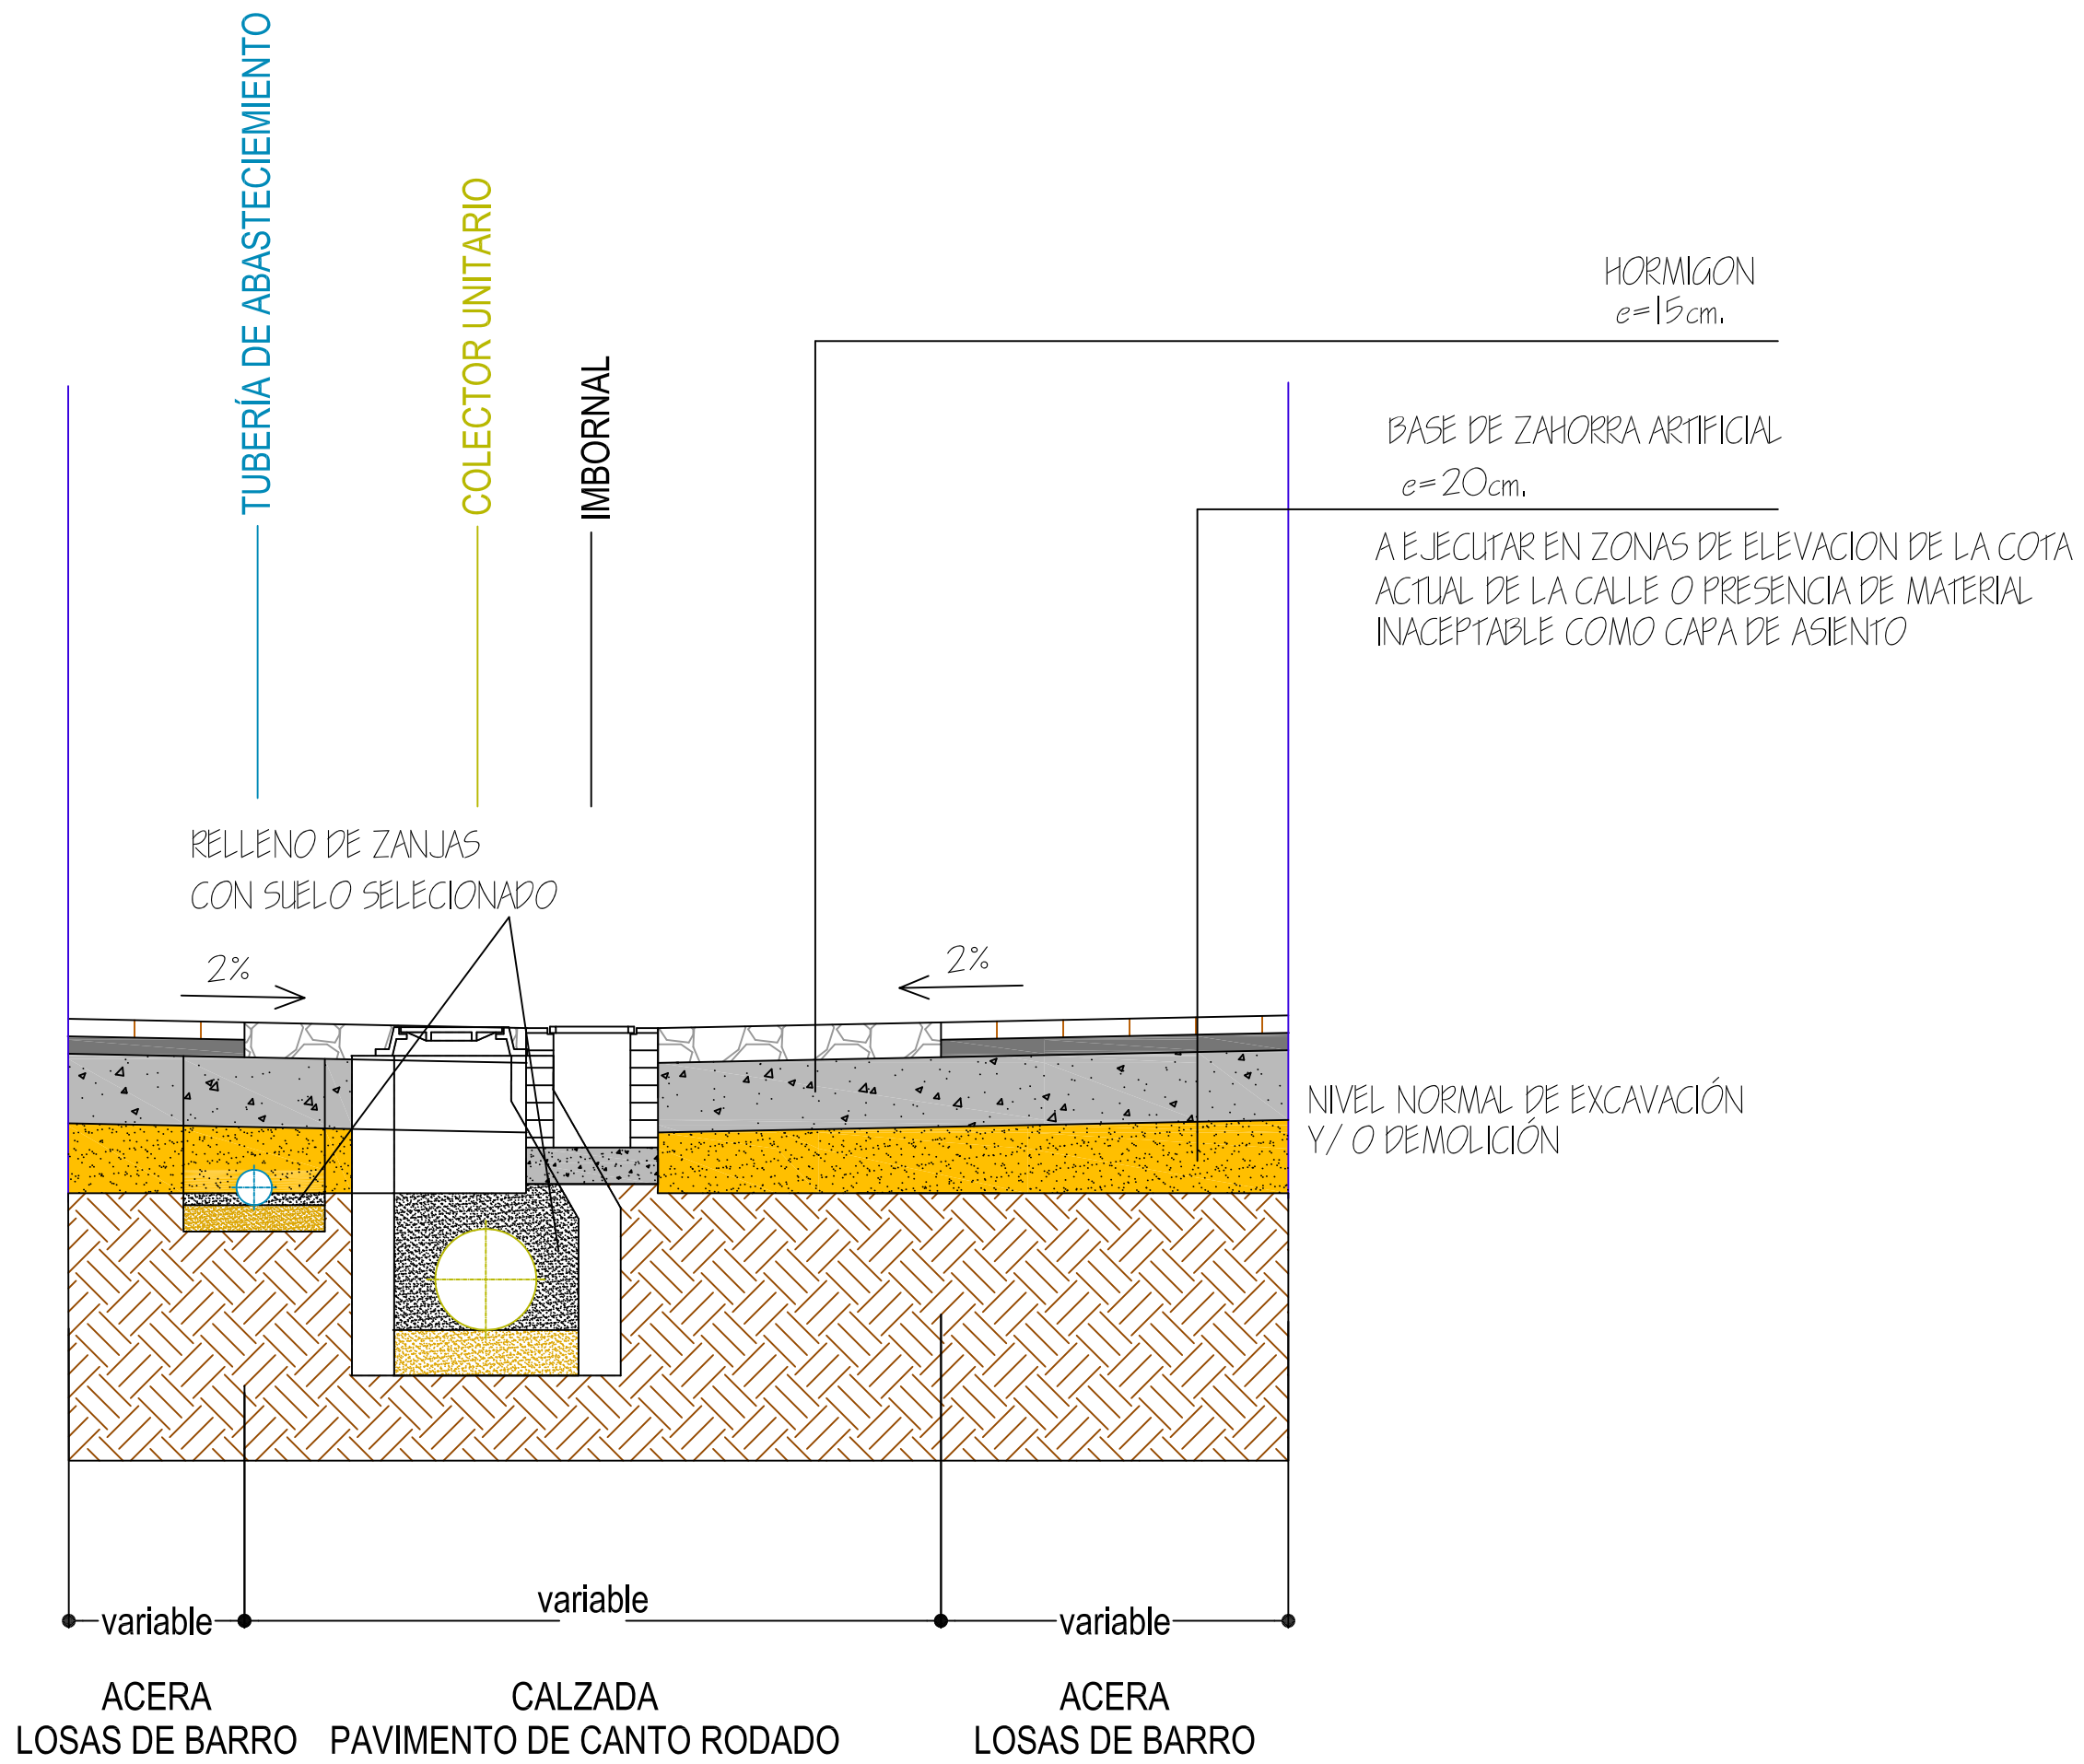 TUBERÍA DE ABASTECIEMIENTO
COLECTOR UNITARIO
IMBORNAL
HORMIGON
e=15cm.
BASE DE ZAHORRA ARTIFICIAL
e=20cm.
A EJECUTAR EN ZONAS DE ELEVACION DE LA COTA
ACTUAL DE LA CALLE O PRESENCIA DE MATERIAL
INACEPTABLE COMO CAPA DE ASIENTO
RELLENO DE ZANJAS
CON SUELO SELECIONADO
2%
2%
NIVEL NORMAL DE EXCAVACIÓN
Y/ O DEMOLICIÓN
variable
variable
variable
ACERA
LOSAS DE BARRO
CALZADA
PAVIMENTO DE CANTO RODADO
ACERA
LOSAS DE BARRO